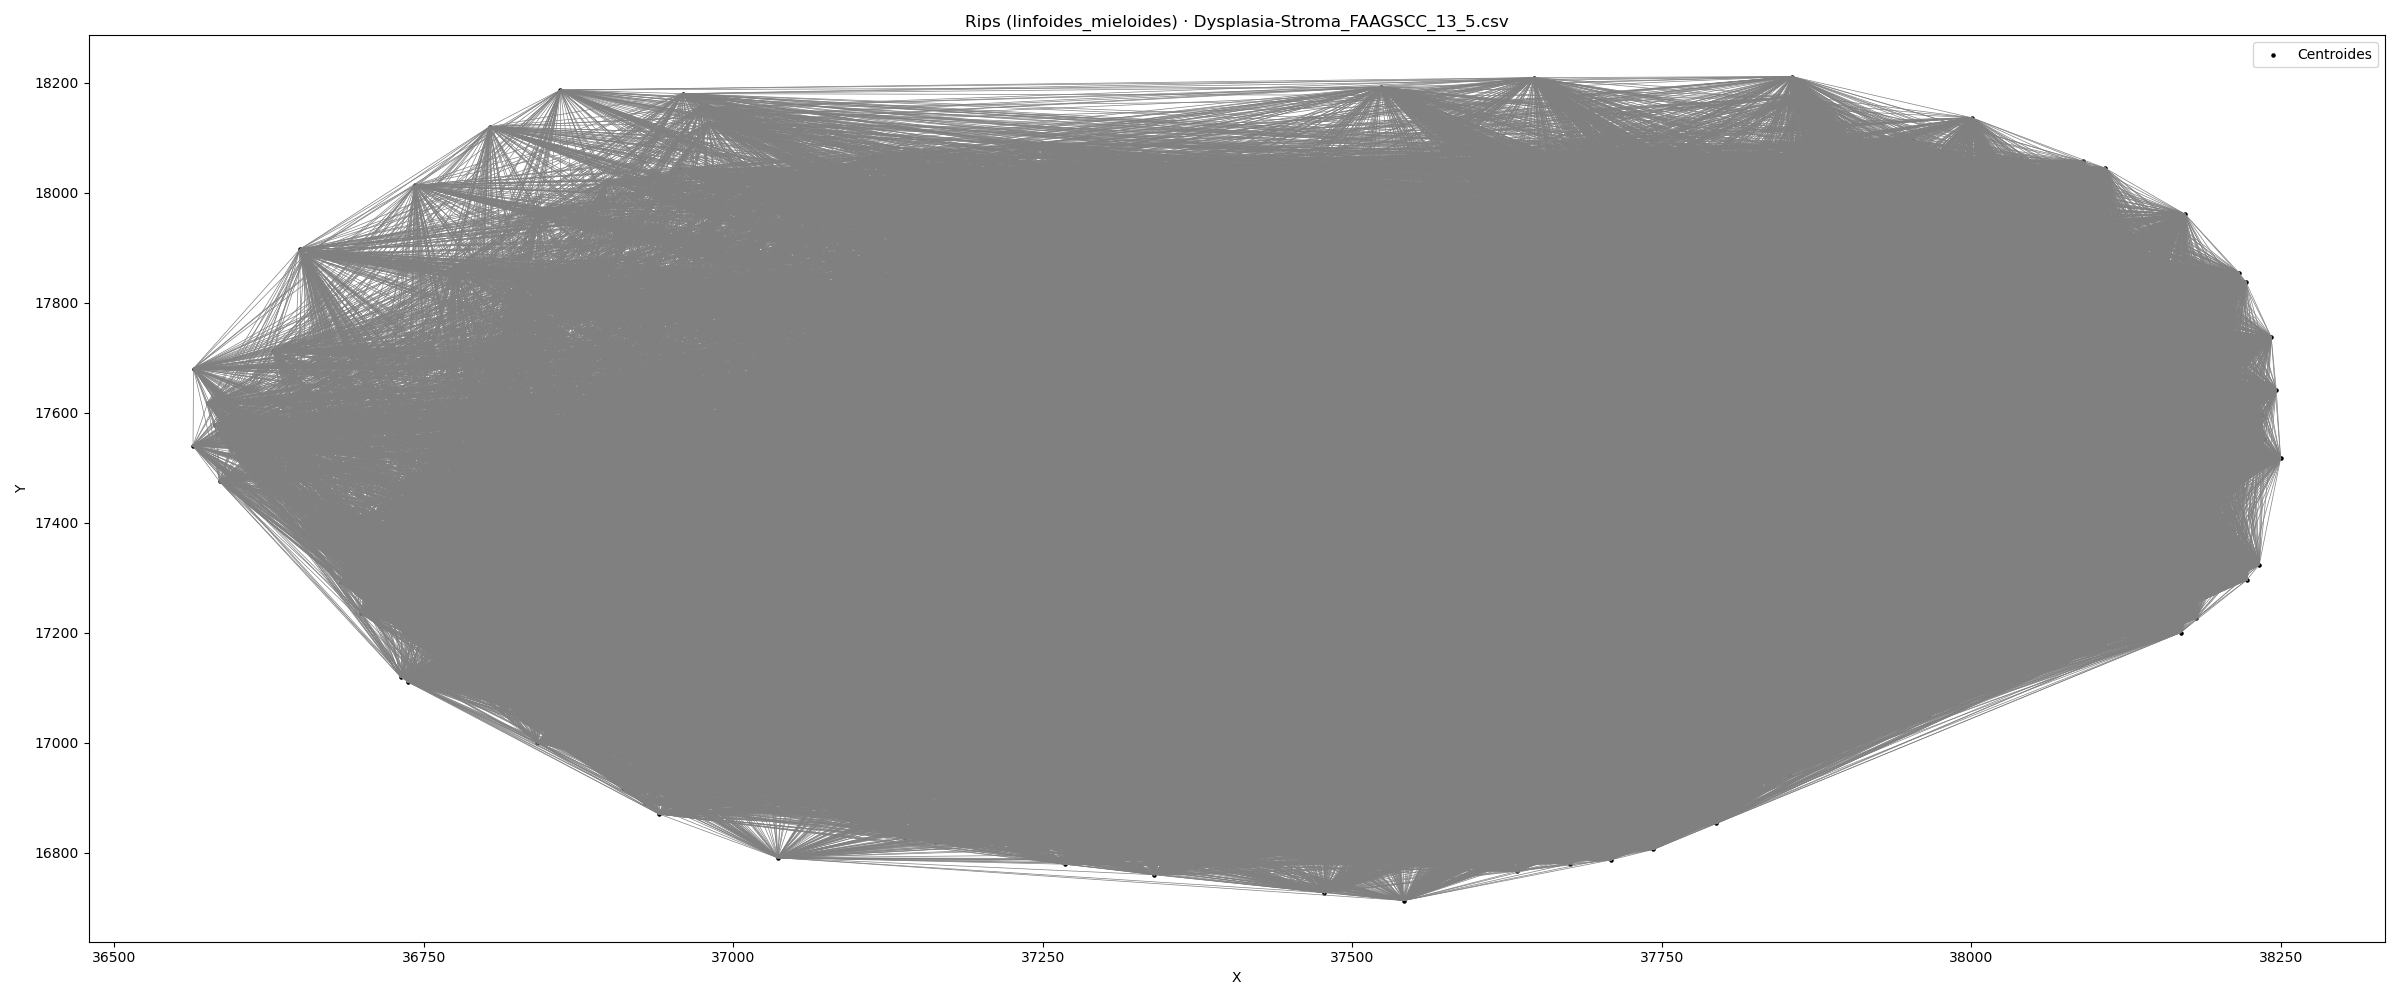 Rips (linfoides_mieloides) · Dysplasia-Stroma_FAAGSCC_13_5.csv
Centroides
18200
18000
17800
17600
17400
17200
17000
16800
Y
36500 36750 37000 37250 37500 37750 38000 38250
X